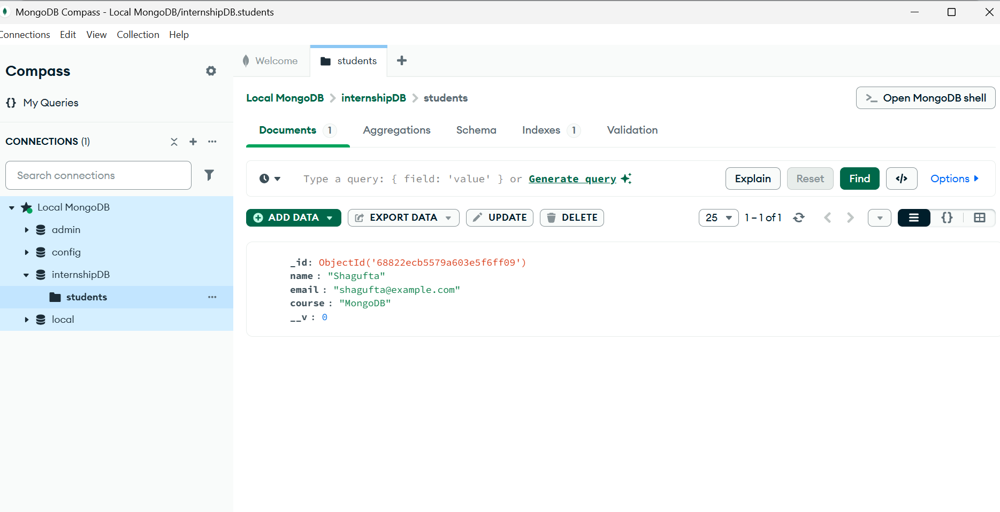 MongoDB Compass - Local MongoDB/internshipDB.students
Connections Edit View Collection Help
Compass
{} My Queries
CONNECTIONS (1)
Search connections
Local MongoDB
admin
config
internshipDB
students
local
Welcome
students
Local MongoDB > internshipDB > students
>_ Open MongoDB shell
Documents 1 Aggregations Schema Indexes 1 Validation
Type a query: { field: 'value' } or Generate query
Explain Reset Find </> Options
ADD DATA EXPORT DATA UPDATE DELETE
25 1 – 1 of 1 {}
_id: ObjectId('68822ecb5579a603e5f6ff09')
name : "Shagufta"
email : "shagufta@example.com"
course : "MongoDB"
__v : 0